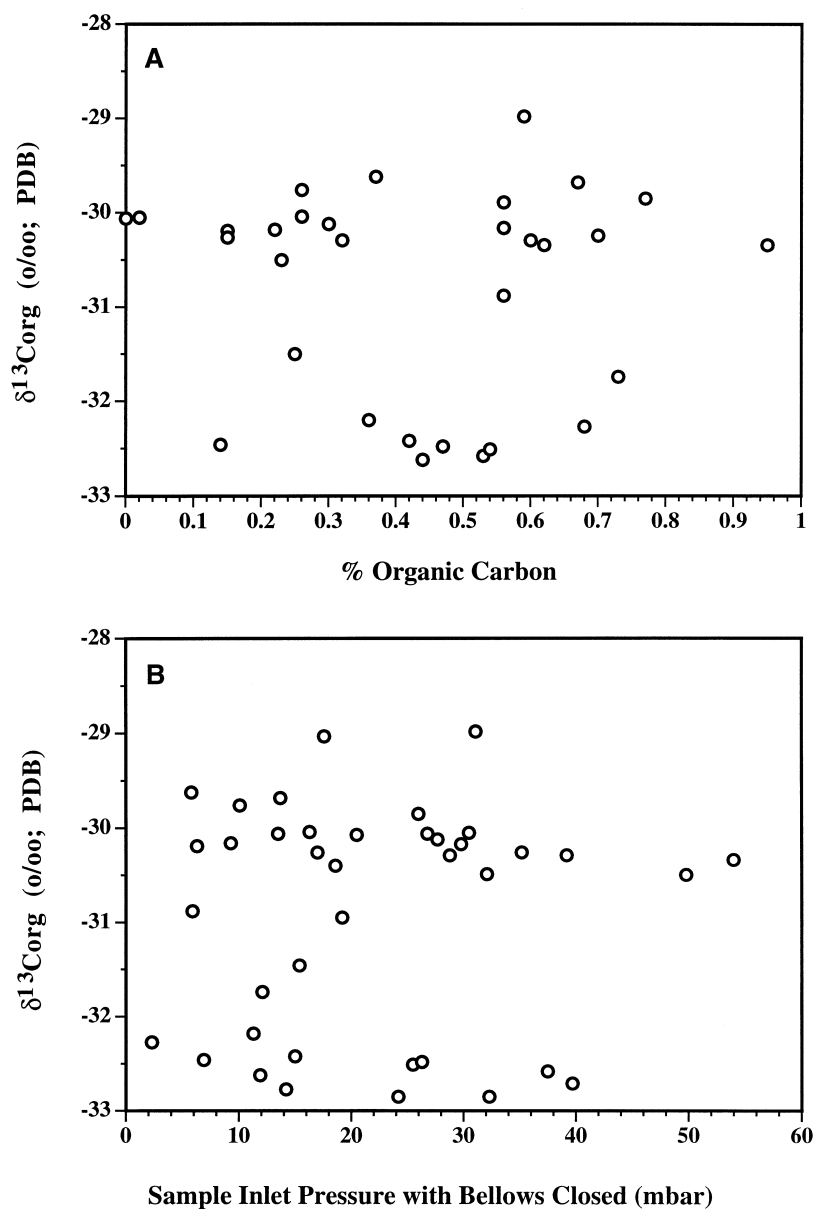 -28
A
-29
-30
-31
-32
-33
δ¹³Corg (o/oo; PDB)
0 0.1 0.2 0.3 0.4 0.5 0.6 0.7 0.8 0.9 1
% Organic Carbon
-28
B
-29
-30
-31
-32
-33
δ¹³Corg (o/oo; PDB)
0 10 20 30 40 50 60
Sample Inlet Pressure with Bellows Closed (mbar)